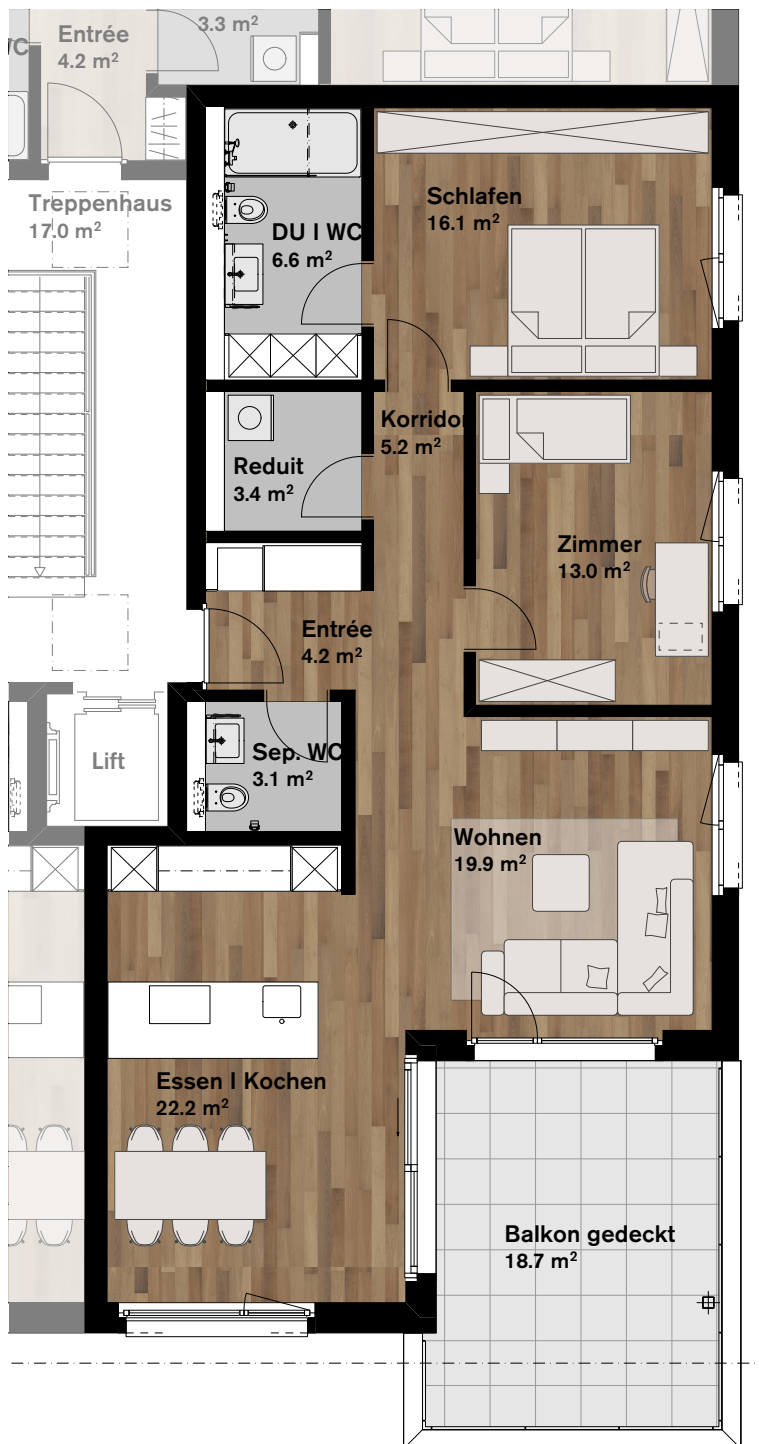 3.3 m²
Entrée
4.2 m²
Treppenhaus
17.0 m²
DU I WC
6.6 m²
Schlafen
16.1 m²
Korridor
5.2 m²
Reduit
3.4 m²
Zimmer
13.0 m²
Entrée
4.2 m²
Sep. WC
3.1 m²
Lift
Wohnen
19.9 m²
Essen I Kochen
22.2 m²
Balkon gedeckt
18.7 m²